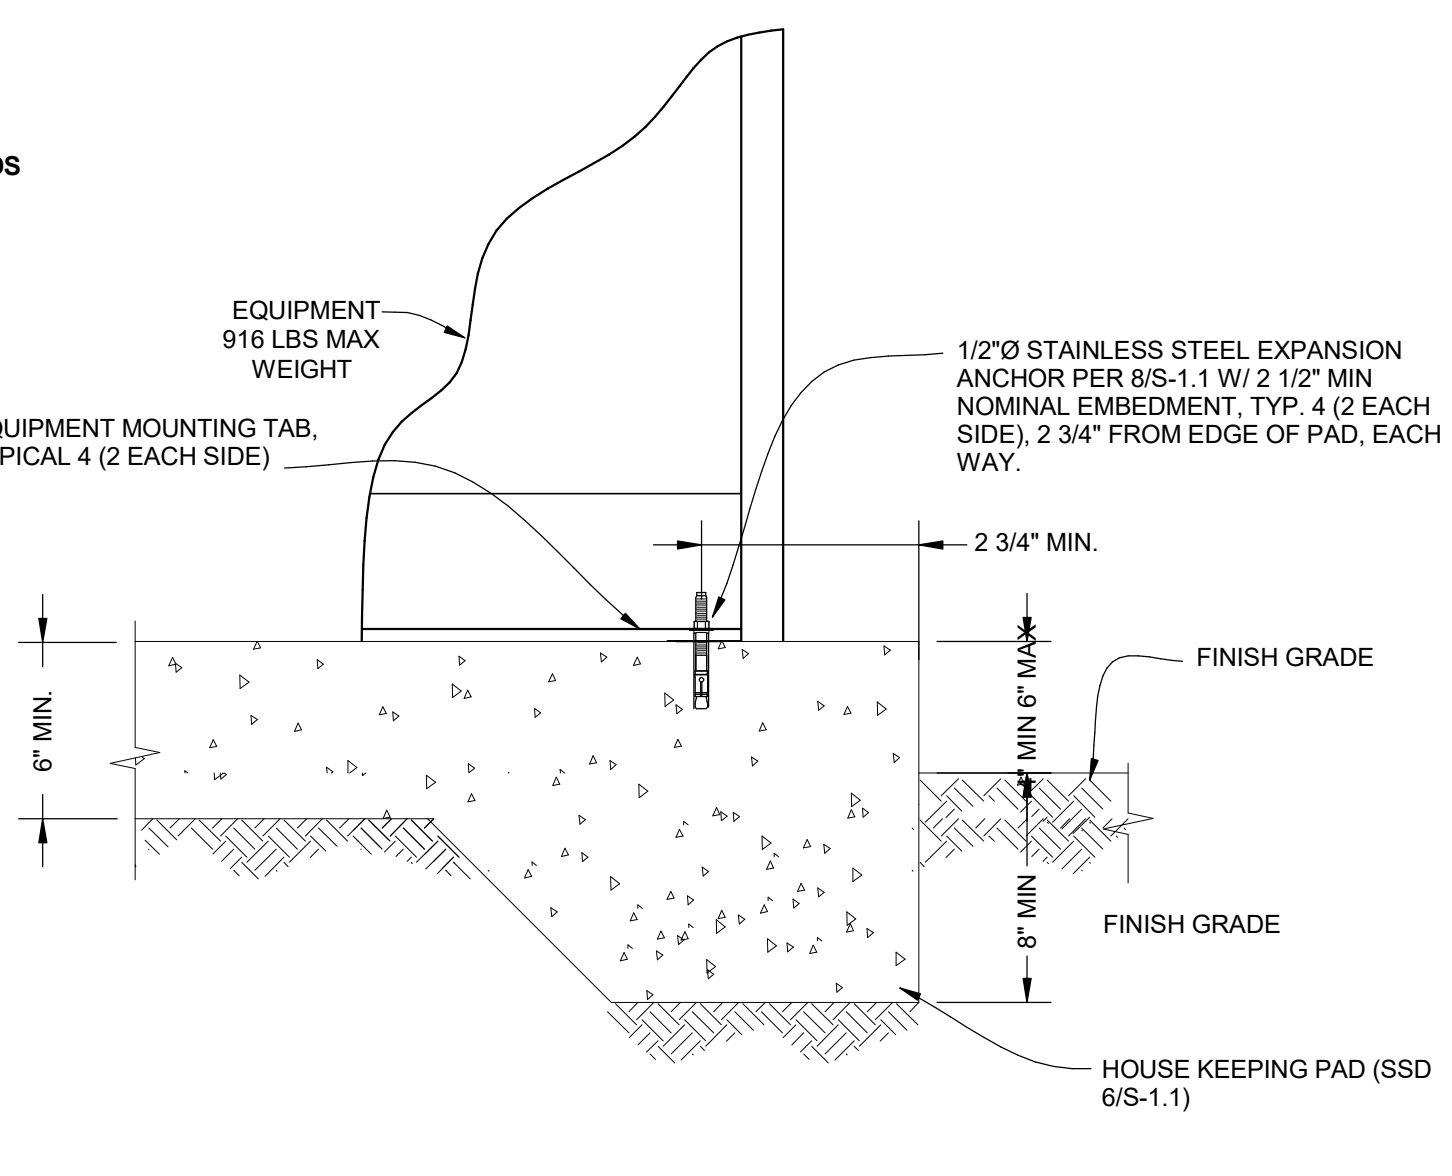 EQUIPMENT
916 LBS MAX
WEIGHT
MOUNTING TAB,
4 (2 EACH SIDE)
1/2"Ø STAINLESS STEEL EXPANSION
ANCHOR PER 8/S-1.1 W/ 2 1/2" MIN
NOMINAL EMBEDMENT, TYP. 4 (2 EACH
SIDE), 2 3/4" FROM EDGE OF PAD, EACH
WAY.
2 3/4" MIN.
6" MIN.
MIN 6" MAX
FINISH GRADE
8" MIN
FINISH GRADE
HOUSE KEEPING PAD (SSD
6/S-1.1)